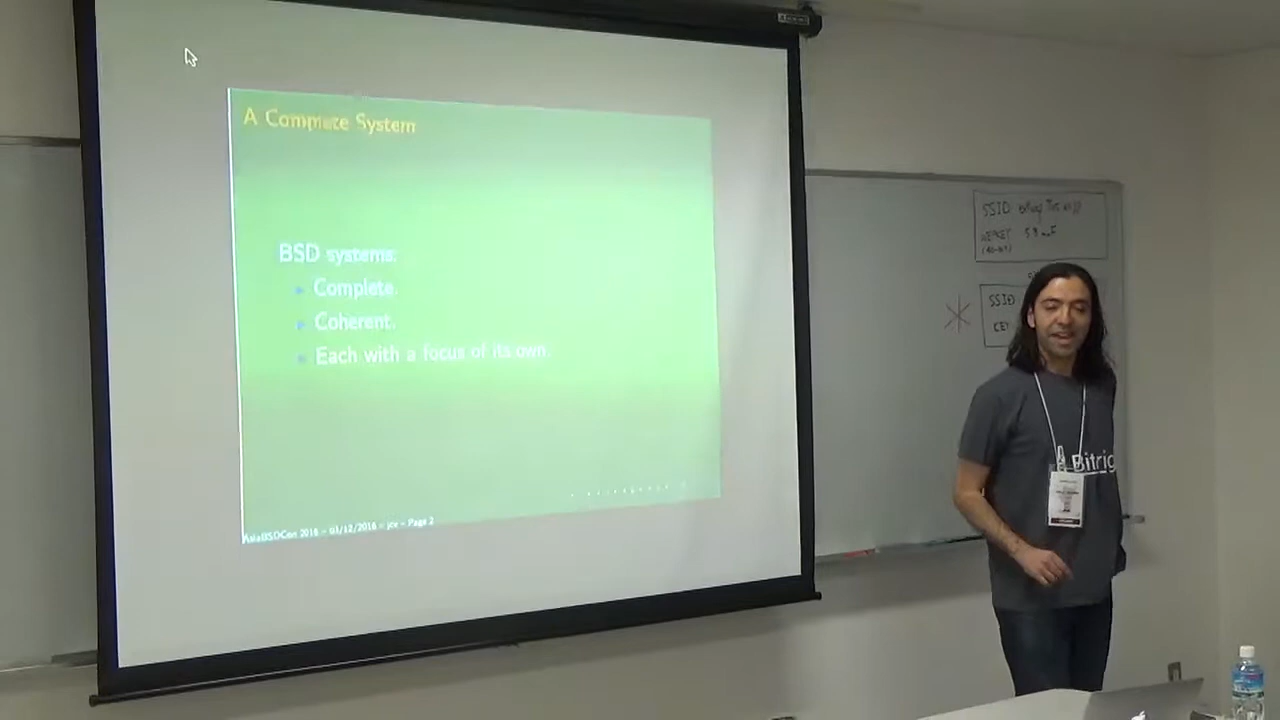 A Complete System
BSD systems:
Complete.
Coherent.
Each with a focus of its own.
AsiaBSDCon 2016 – 03/12/2016 – jcv – Page 2
SSID
SSID
Bitrig